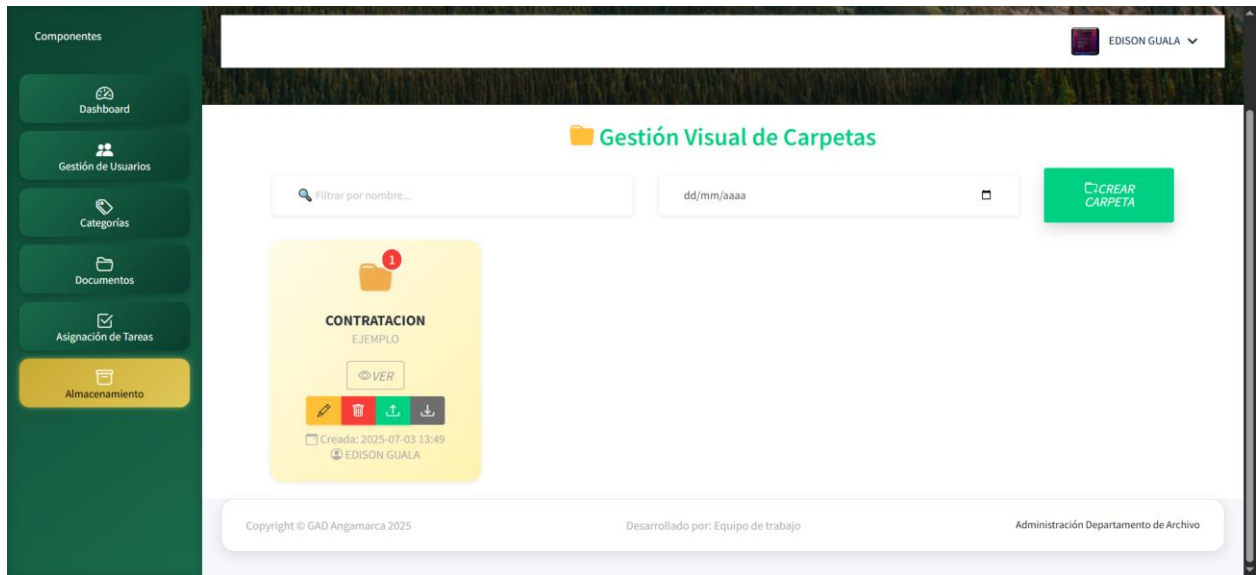 Componentes
EDISON GUALA
Dashboard
Gestión de Usuarios
Categorías
Documentos
Asignación de Tareas
Almacenamiento
Gestión Visual de Carpetas
Filtrar por nombre...
dd/mm/aaaa
CREAR
CARPETA
1
CONTRATACION
EJEMPLO
VER
Creada: 2025-07-03 13:49
EDISON GUALA
Copyright © GAD Angamarca 2025
Desarrollado por: Equipo de trabajo
Administración Departamento de Archivo